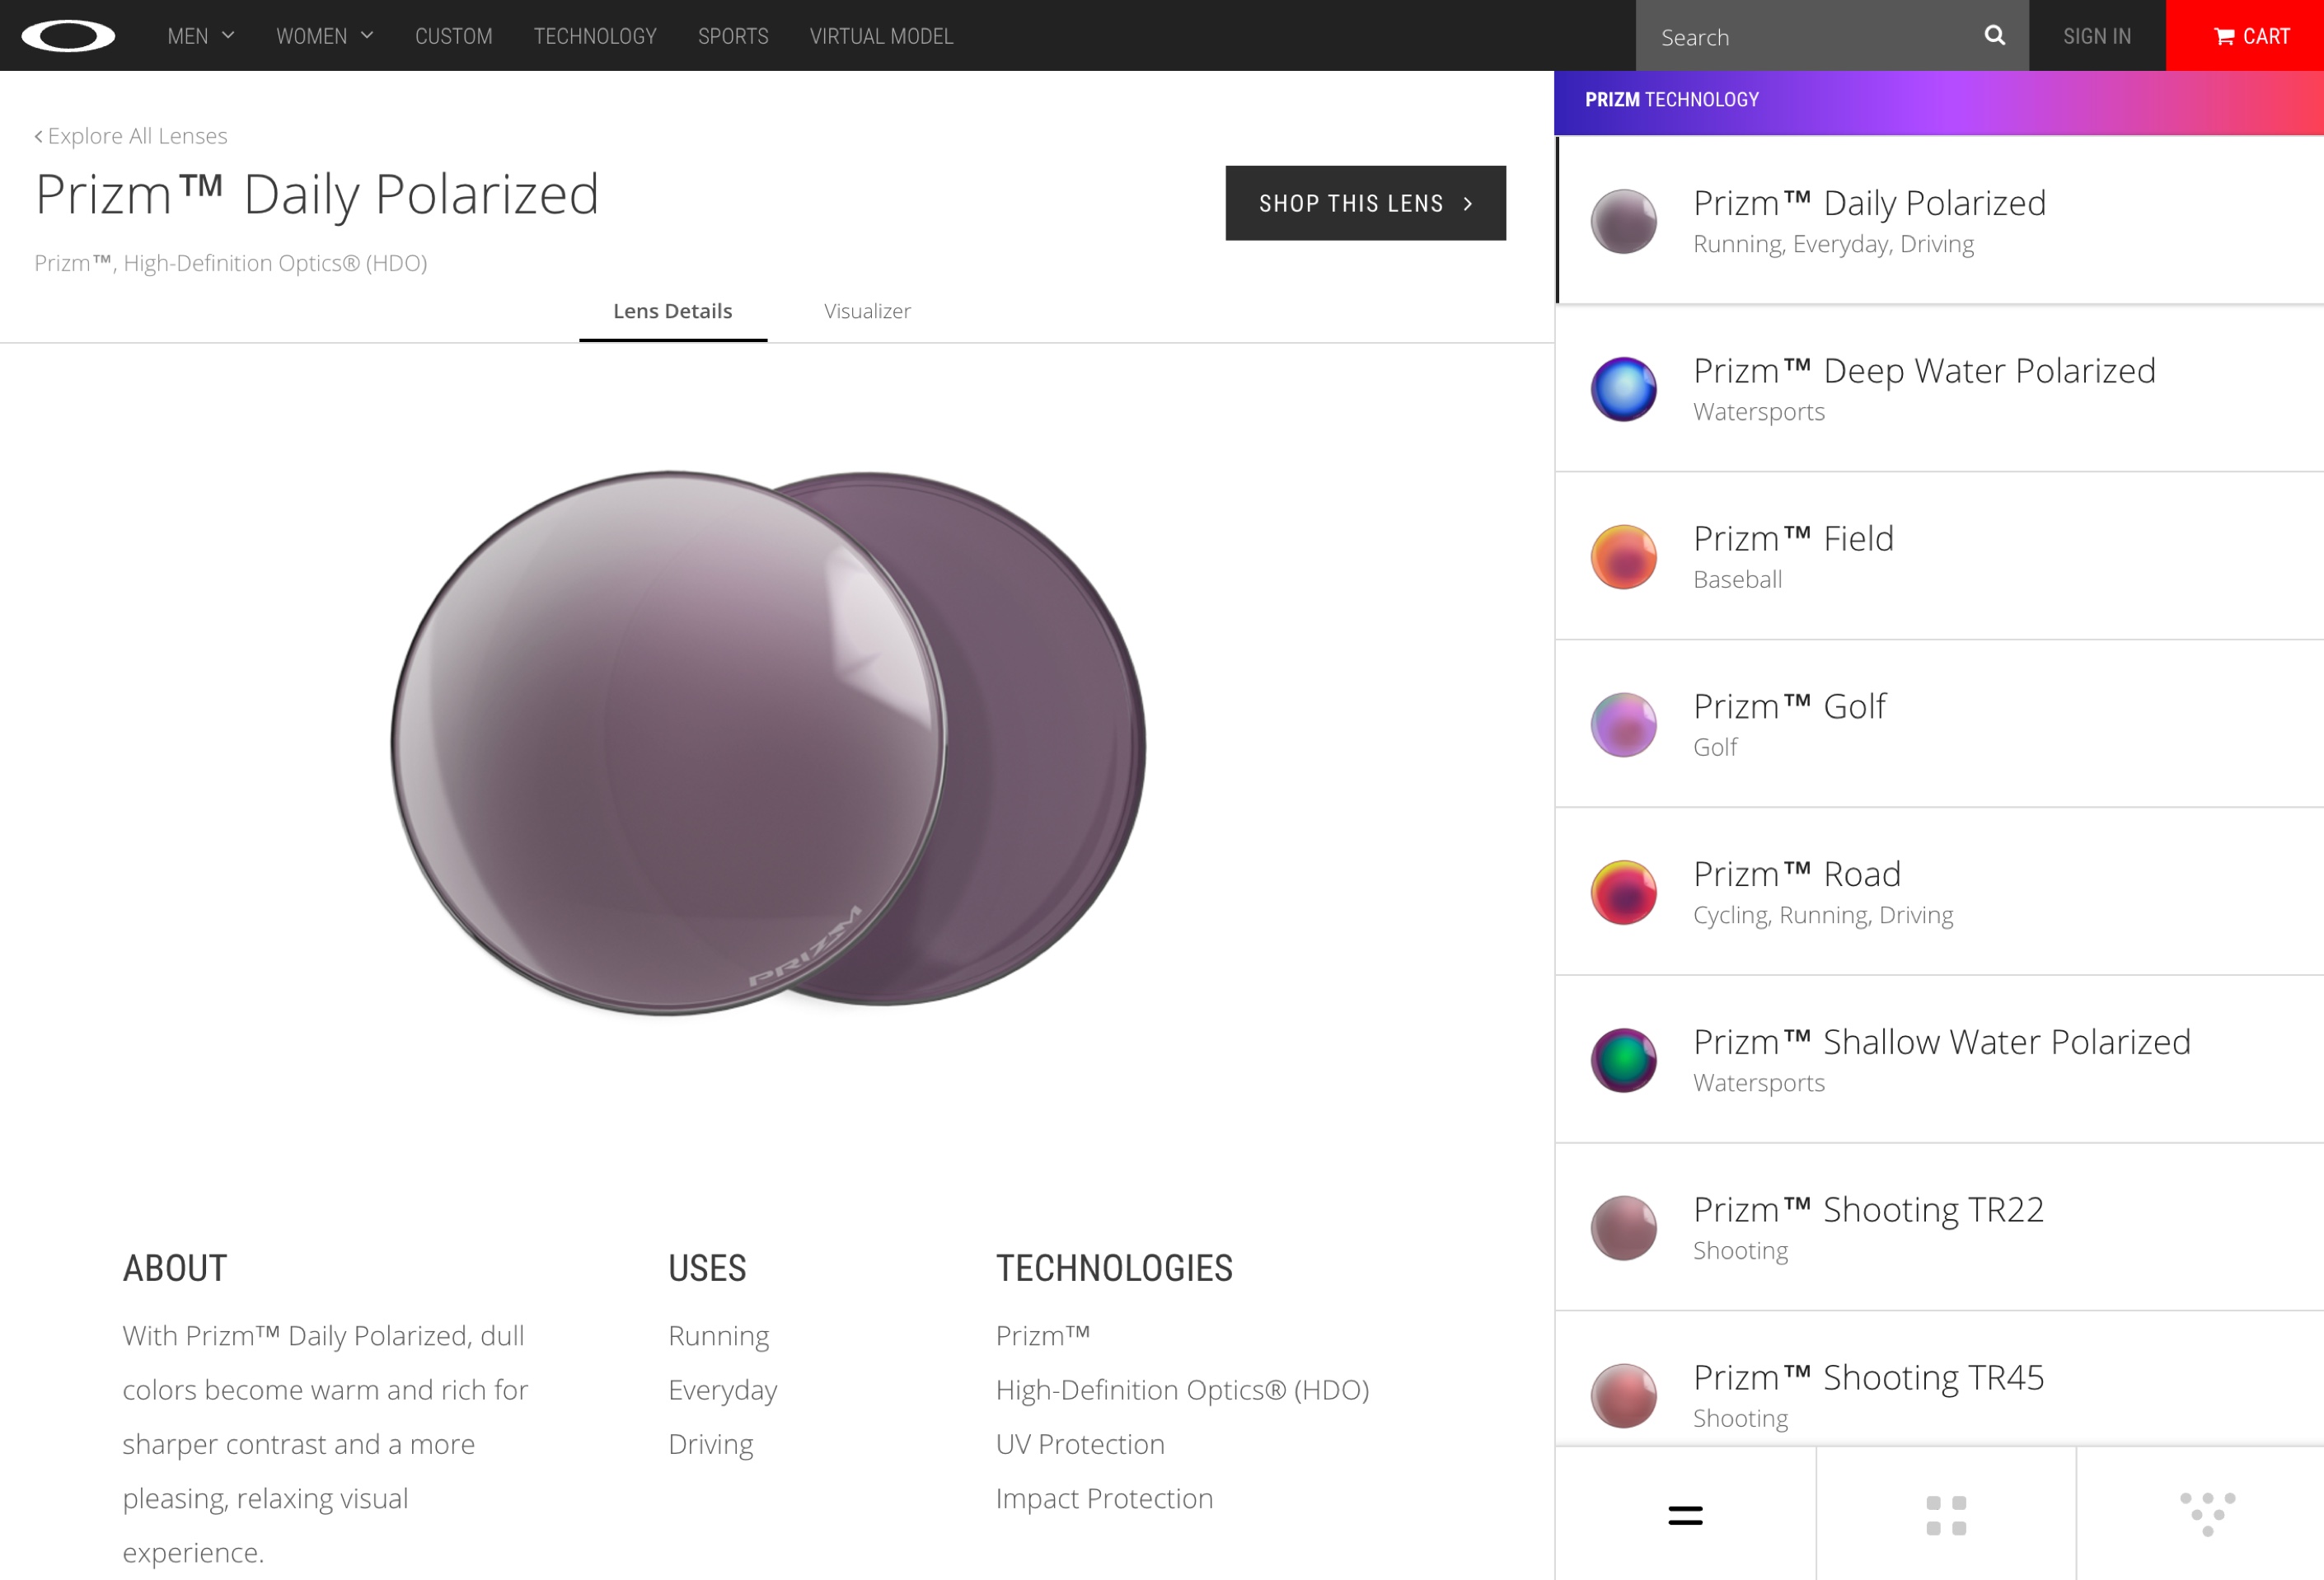 MEN
WOMEN
CUSTOM
TECHNOLOGY
SPORTS
VIRTUAL MODEL
Search
SIGN IN
CART
Explore All Lenses
Prizm™ Daily Polarized
Prizm™, High-Definition Optics® (HDO)
SHOP THIS LENS
Lens Details
Visualizer
PRIZM
ABOUT
With Prizm™ Daily Polarized, dull
colors become warm and rich for
sharper contrast and a more
pleasing, relaxing visual
experience.
USES
Running
Everyday
Driving
TECHNOLOGIES
Prizm™
High-Definition Optics® (HDO)
UV Protection
Impact Protection
PRIZM TECHNOLOGY
Prizm™ Daily Polarized
Running, Everyday, Driving
Prizm™ Deep Water Polarized
Watersports
Prizm™ Field
Baseball
Prizm™ Golf
Golf
Prizm™ Road
Cycling, Running, Driving
Prizm™ Shallow Water Polarized
Watersports
Prizm™ Shooting TR22
Shooting
Prizm™ Shooting TR45
Shooting